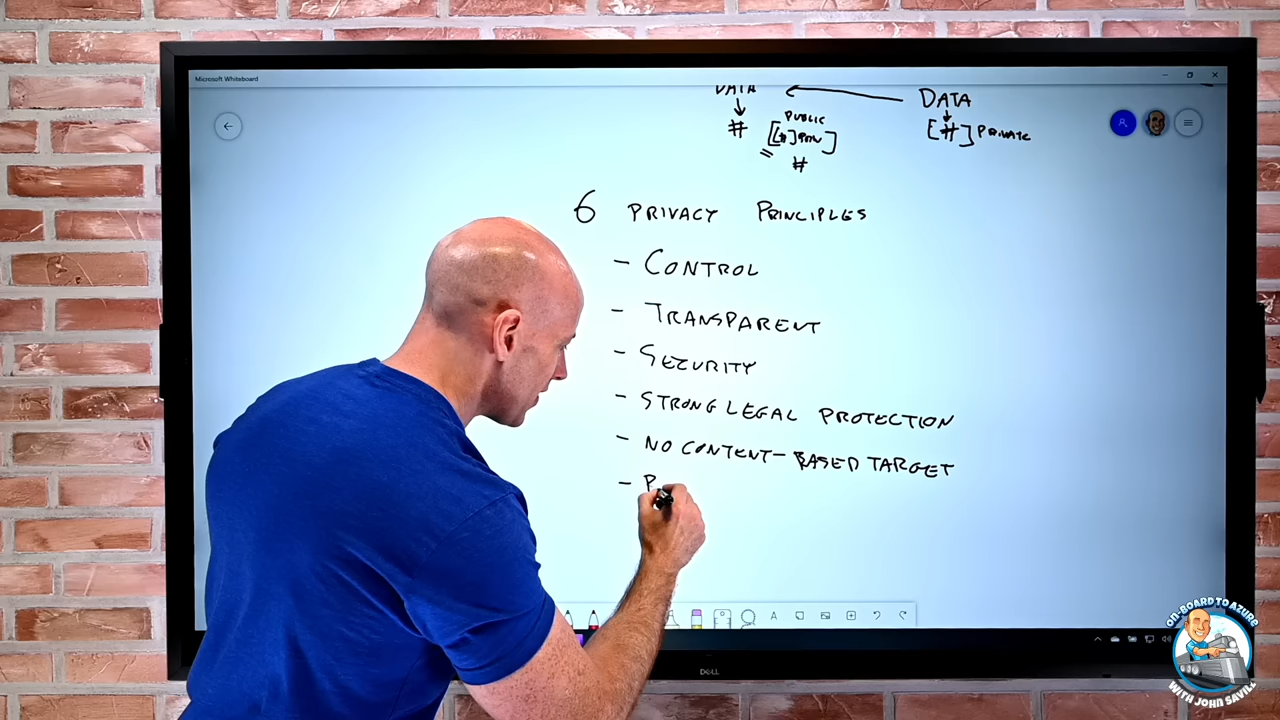 Microsoft Whiteboard
DATA DATA
# PUBLIC [#] PRIVATE
[[#]PRIV]
#
6 PRIVACY PRINCIPLES
- CONTROL
- TRANSPARENT
- SECURITY
- STRONG LEGAL PROTECTION
- NO CONTENT-BASED TARGET
- B
A
DELL
ON-BOARD TO AZURE
WITH JOHN SAVILL